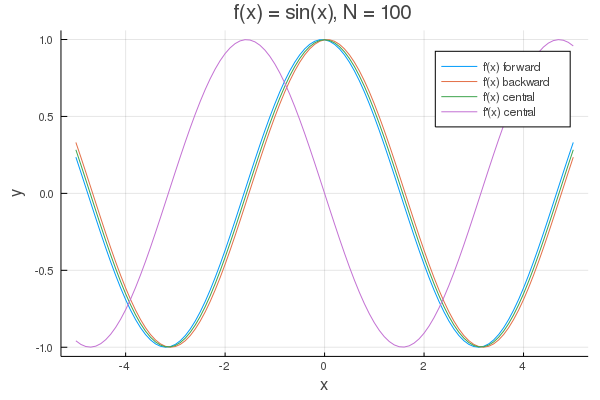 f(x) = sin(x), N = 100
1.0
0.5
0.0
-0.5
-1.0
y
f'(x) forward
f'(x) backward
f'(x) central
f''(x) central
-4
-2
0
2
4
x